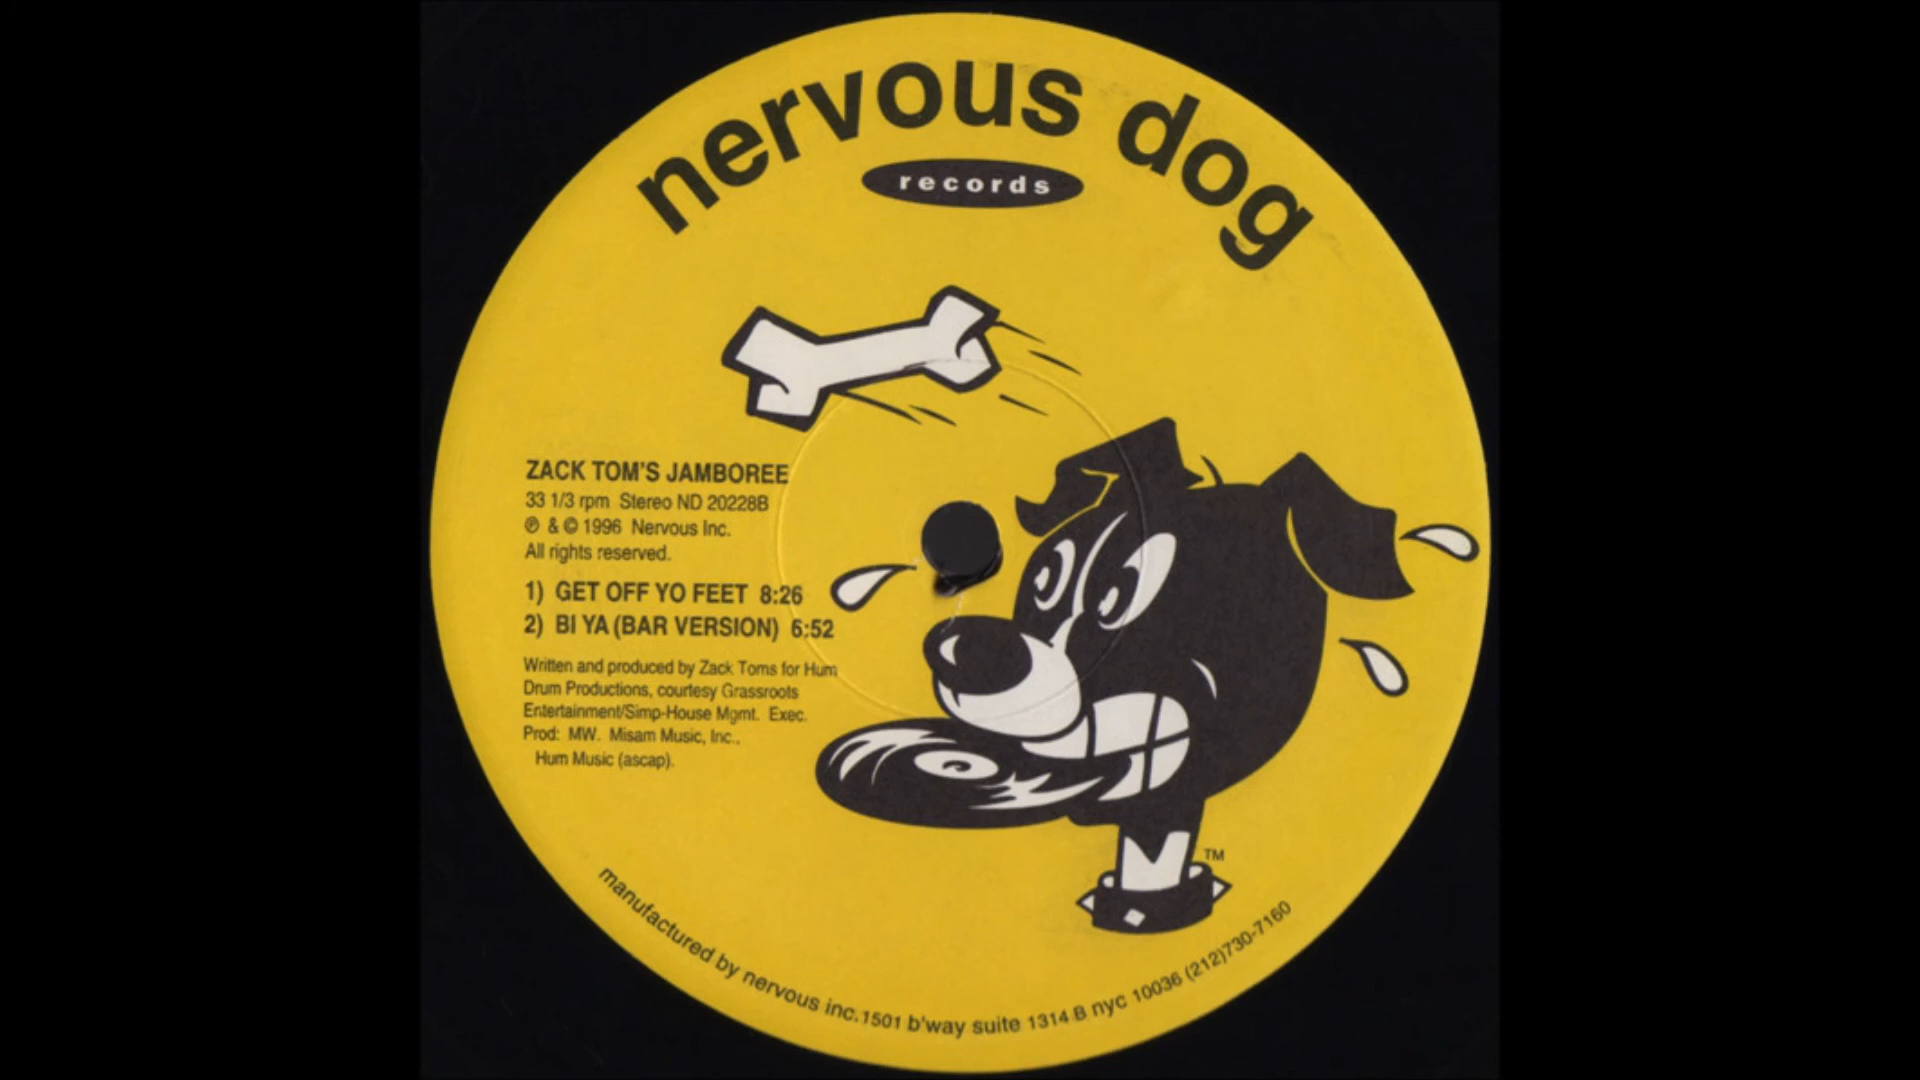 nervous dog
records
ZACK TOM'S JAMBOREE
33 1/3 rpm Stereo ND 20228B
℗ & © 1996 Nervous Inc.
All rights reserved.
1) GET OFF YO FEET 8:26
2) BI YA (BAR VERSION) 6:52
Written and produced by Zack Toms for Hum
Drum Productions, courtesy Grassroots
Entertainment/Simp-House Mgmt. Exec.
Prod: MW. Misam Music, Inc.,
Hum Music (ascap).
TM
manufactured by nervous inc. 1501 b'way suite 1314 B nyc 10036 (212)730-7160